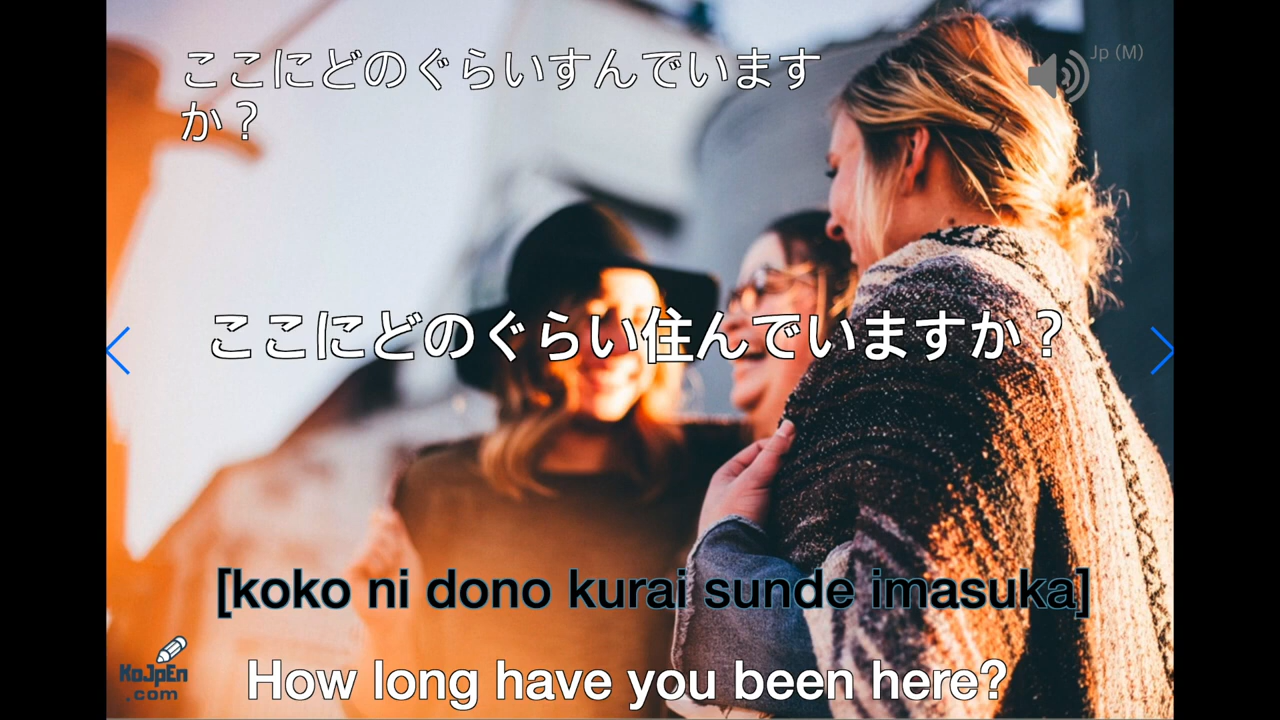 ここにどのぐらいすんでいます
か？
Jp (M)
ここにどのぐらい住んでいますか？
[koko ni dono kurai sunde imasuka]
KoJpEn
.com
How long have you been here?